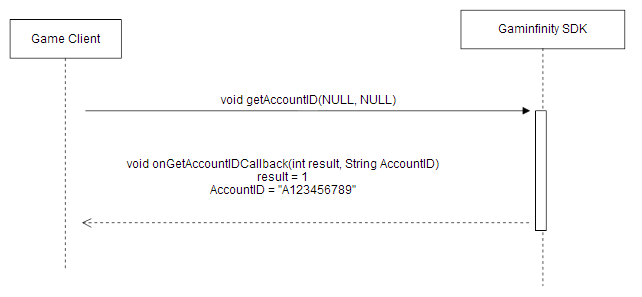 Game Client
Gaminfinity SDK
void getAccountID(NULL, NULL)
void onGetAccountIDCallback(int result, String AccountID)
result = 1
AccountID = "A123456789"